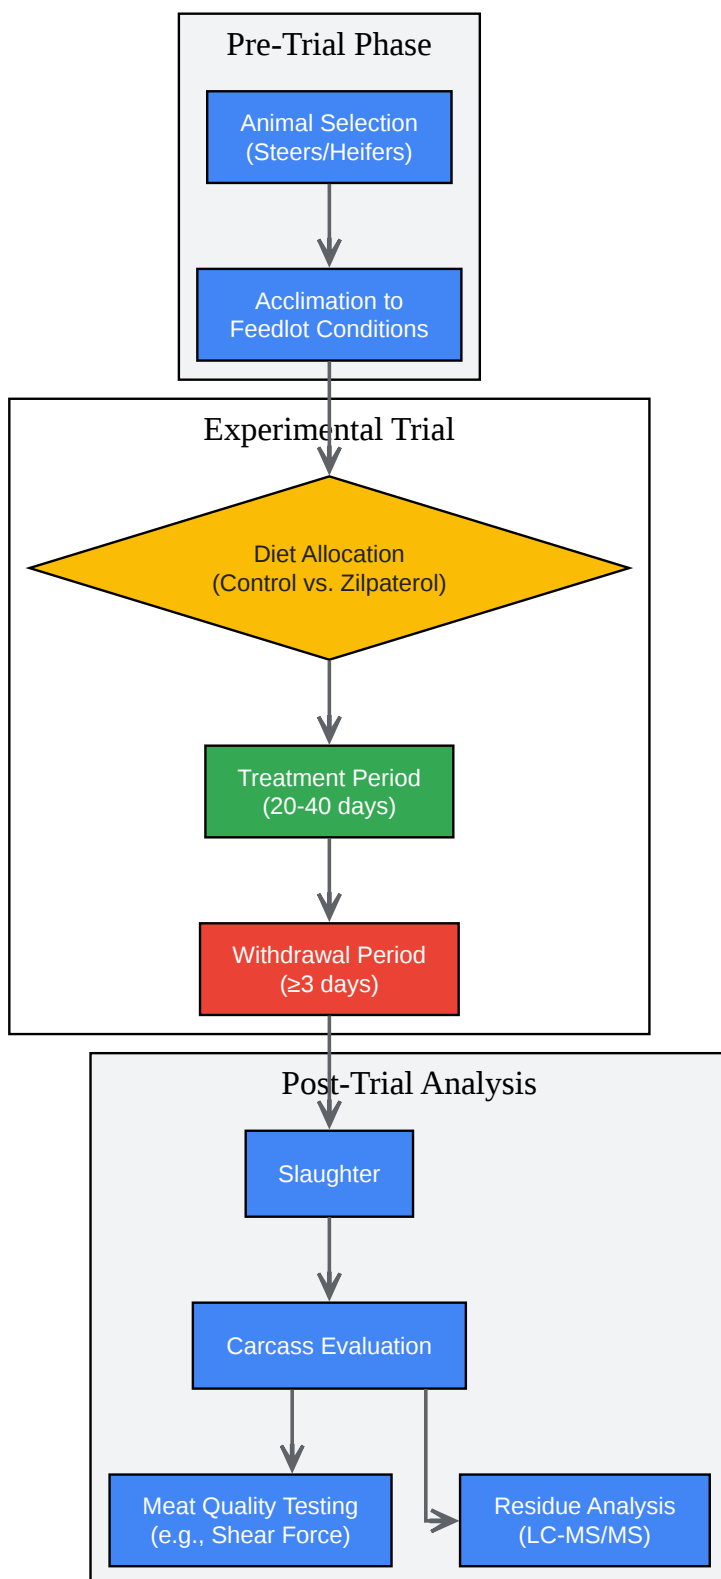 Pre-Trial Phase
Animal Selection
(Steers/Heifers)
Acclimation to
Feedlot Conditions
Experimental Trial
Diet Allocation
(Control vs. Zilpaterol)
Treatment Period
(20-40 days)
Withdrawal Period
(≥3 days)
Post-Trial Analysis
Slaughter
Carcass Evaluation
Meat Quality Testing
(e.g., Shear Force)
Residue Analysis
(LC-MS/MS)